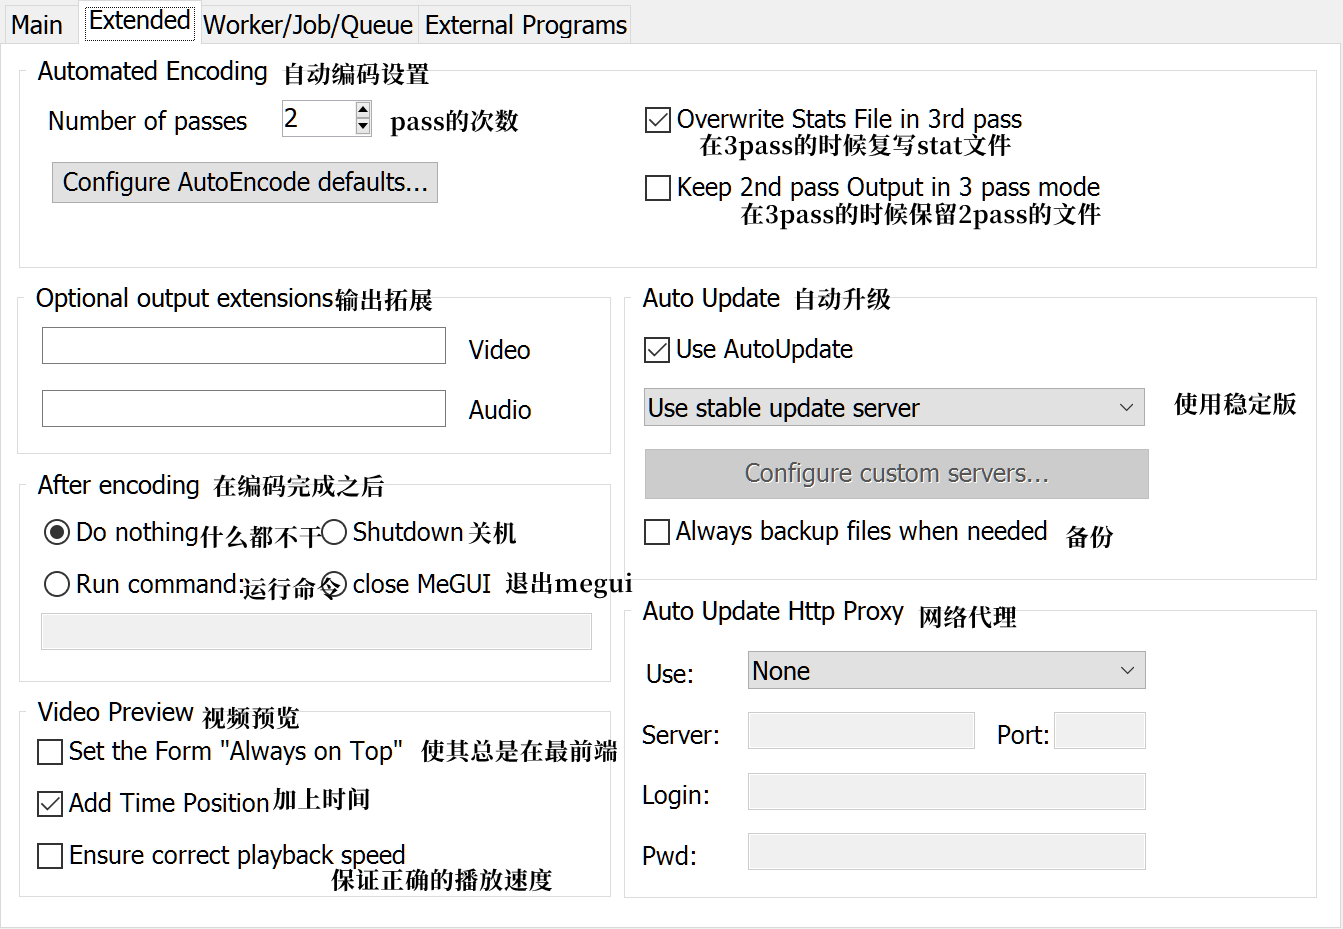 Main
Extended
Worker/Job/Queue
External Programs
Automated Encoding 自动编码设置
Number of passes 2 pass的次数
Configure AutoEncode defaults...
Overwrite Stats File in 3rd pass
在3pass的时候复写stat文件
Keep 2nd pass Output in 3 pass mode
在3pass的时候保留2pass的文件
Optional output extensions输出拓展
Video
Audio
Auto Update 自动升级
Use AutoUpdate
Use stable update server 使用稳定版
Configure custom servers...
Always backup files when needed 备份
After encoding 在编码完成之后
Do nothing什么都不干 Shutdown 关机
Run command:运行命令 close MeGUI 退出megui
Auto Update Http Proxy 网络代理
Use: None
Server: Port:
Login:
Pwd:
Video Preview 视频预览
Set the Form "Always on Top" 使其总是在最前端
Add Time Position加上时间
Ensure correct playback speed
保证正确的播放速度